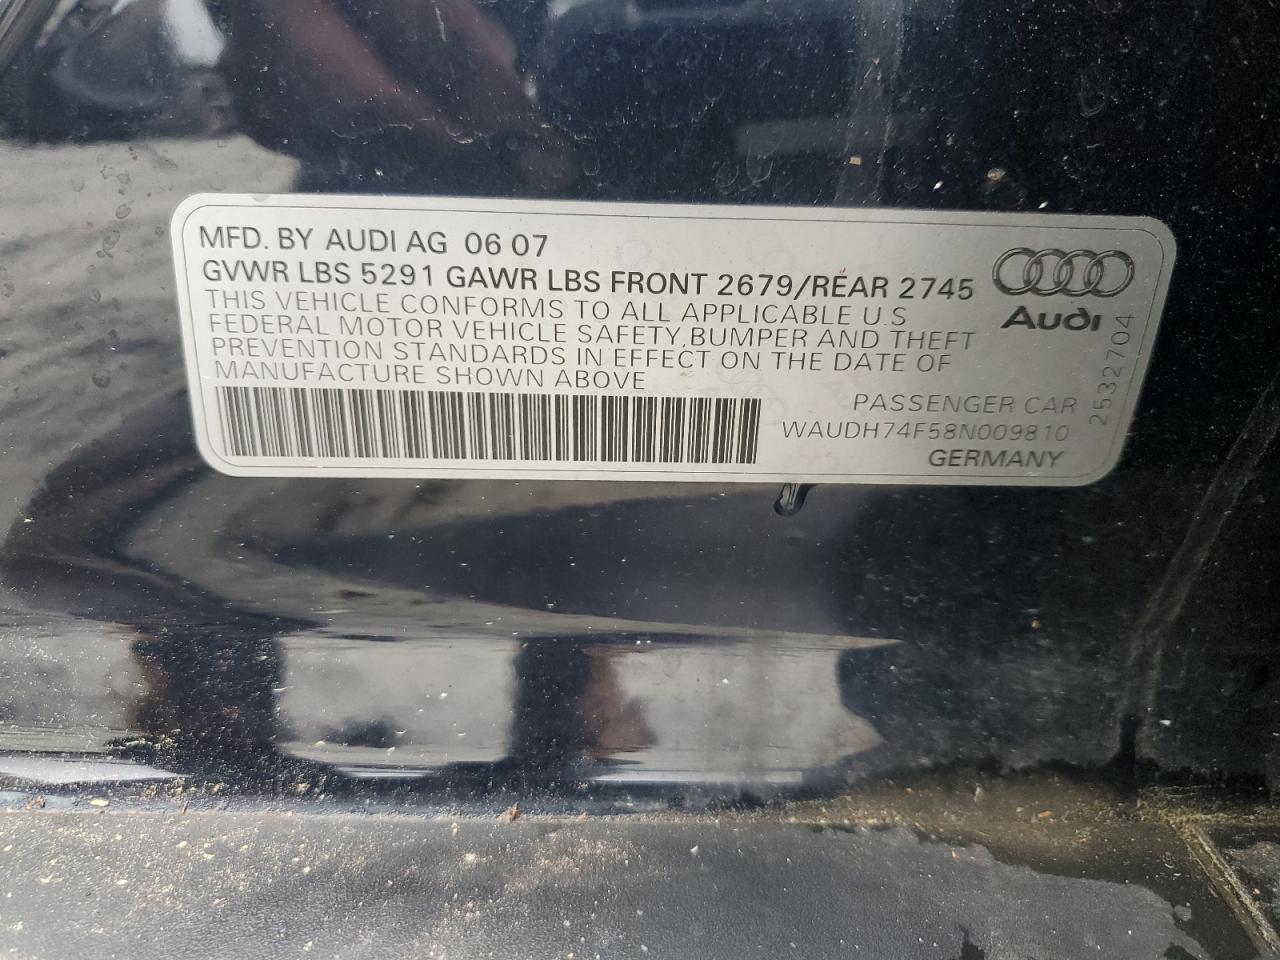 MFD. BY AUDI AG 06 07
GVWR LBS 5291 GAWR LBS FRONT 2679/REAR 2745
THIS VEHICLE CONFORMS TO ALL APPLICABLE U.S
FEDERAL MOTOR VEHICLE SAFETY,BUMPER AND THEFT
PREVENTION STANDARDS IN EFFECT ON THE DATE OF
MANUFACTURE SHOWN ABOVE
Audi
PASSENGER CAR
WAUDH74F58N009810
GERMANY
2532704